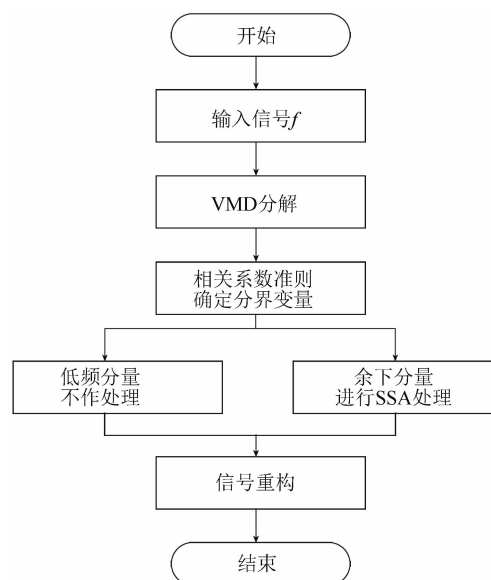 开始
输入信号f
VMD分解
相关系数准则
确定分界变量
低频分量
不作处理
余下分量
进行SSA处理
信号重构
结束